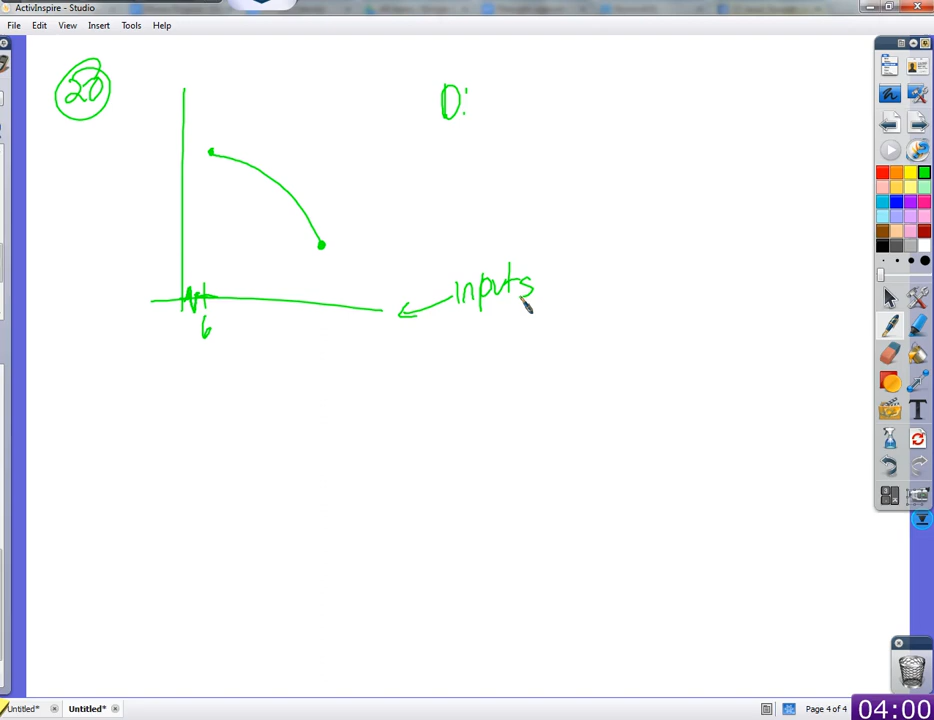 ActivInspire - Studio
File Edit View Insert Tools Help
20
D:
inputs
6
Untitled* Untitled* Page 4 of 4 04:00